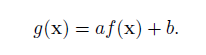 g(x) = af(x) + b.